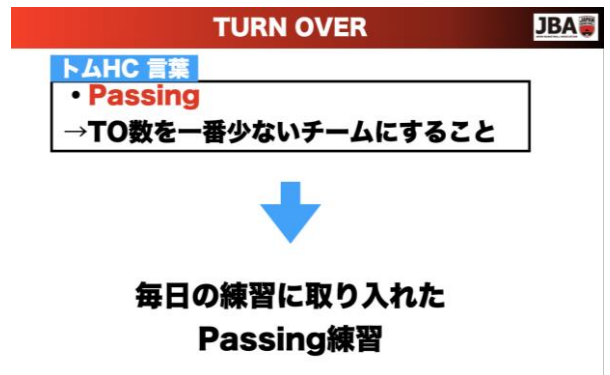 TURN OVER
JBA
トムHC 言葉
・Passing
→TO数を一番少ないチームにすること
毎日の練習に取り入れた
Passing練習